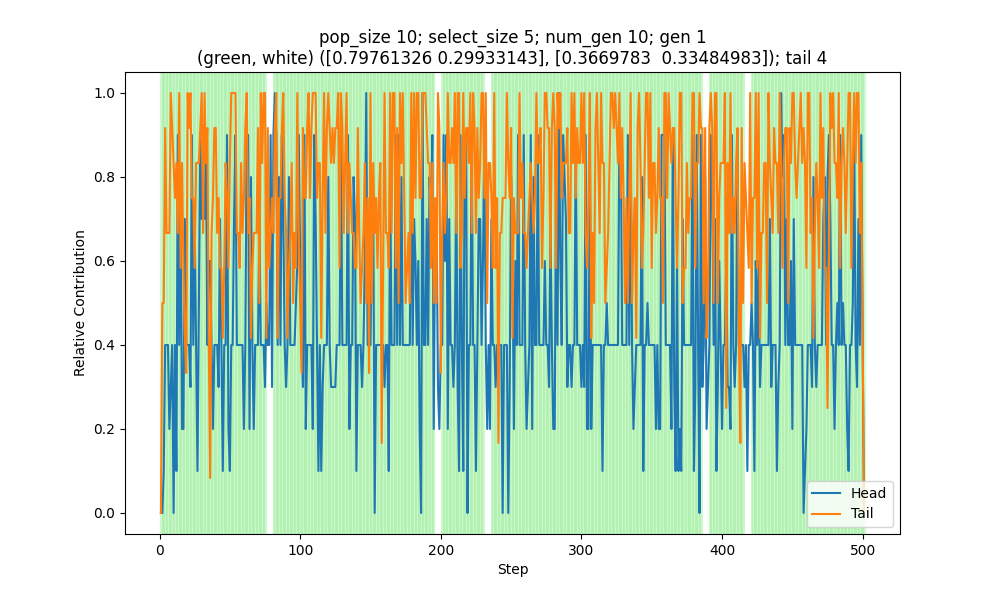 pop_size 10; select_size 5; num_gen 10; gen 1
(green, white) ([0.79761326 0.29933143], [0.3669783  0.33484983]); tail 4
1.0
0.8
0.6
0.4
0.2
0.0
Relative Contribution
Head
Tail
0
100
200
300
400
500
Step